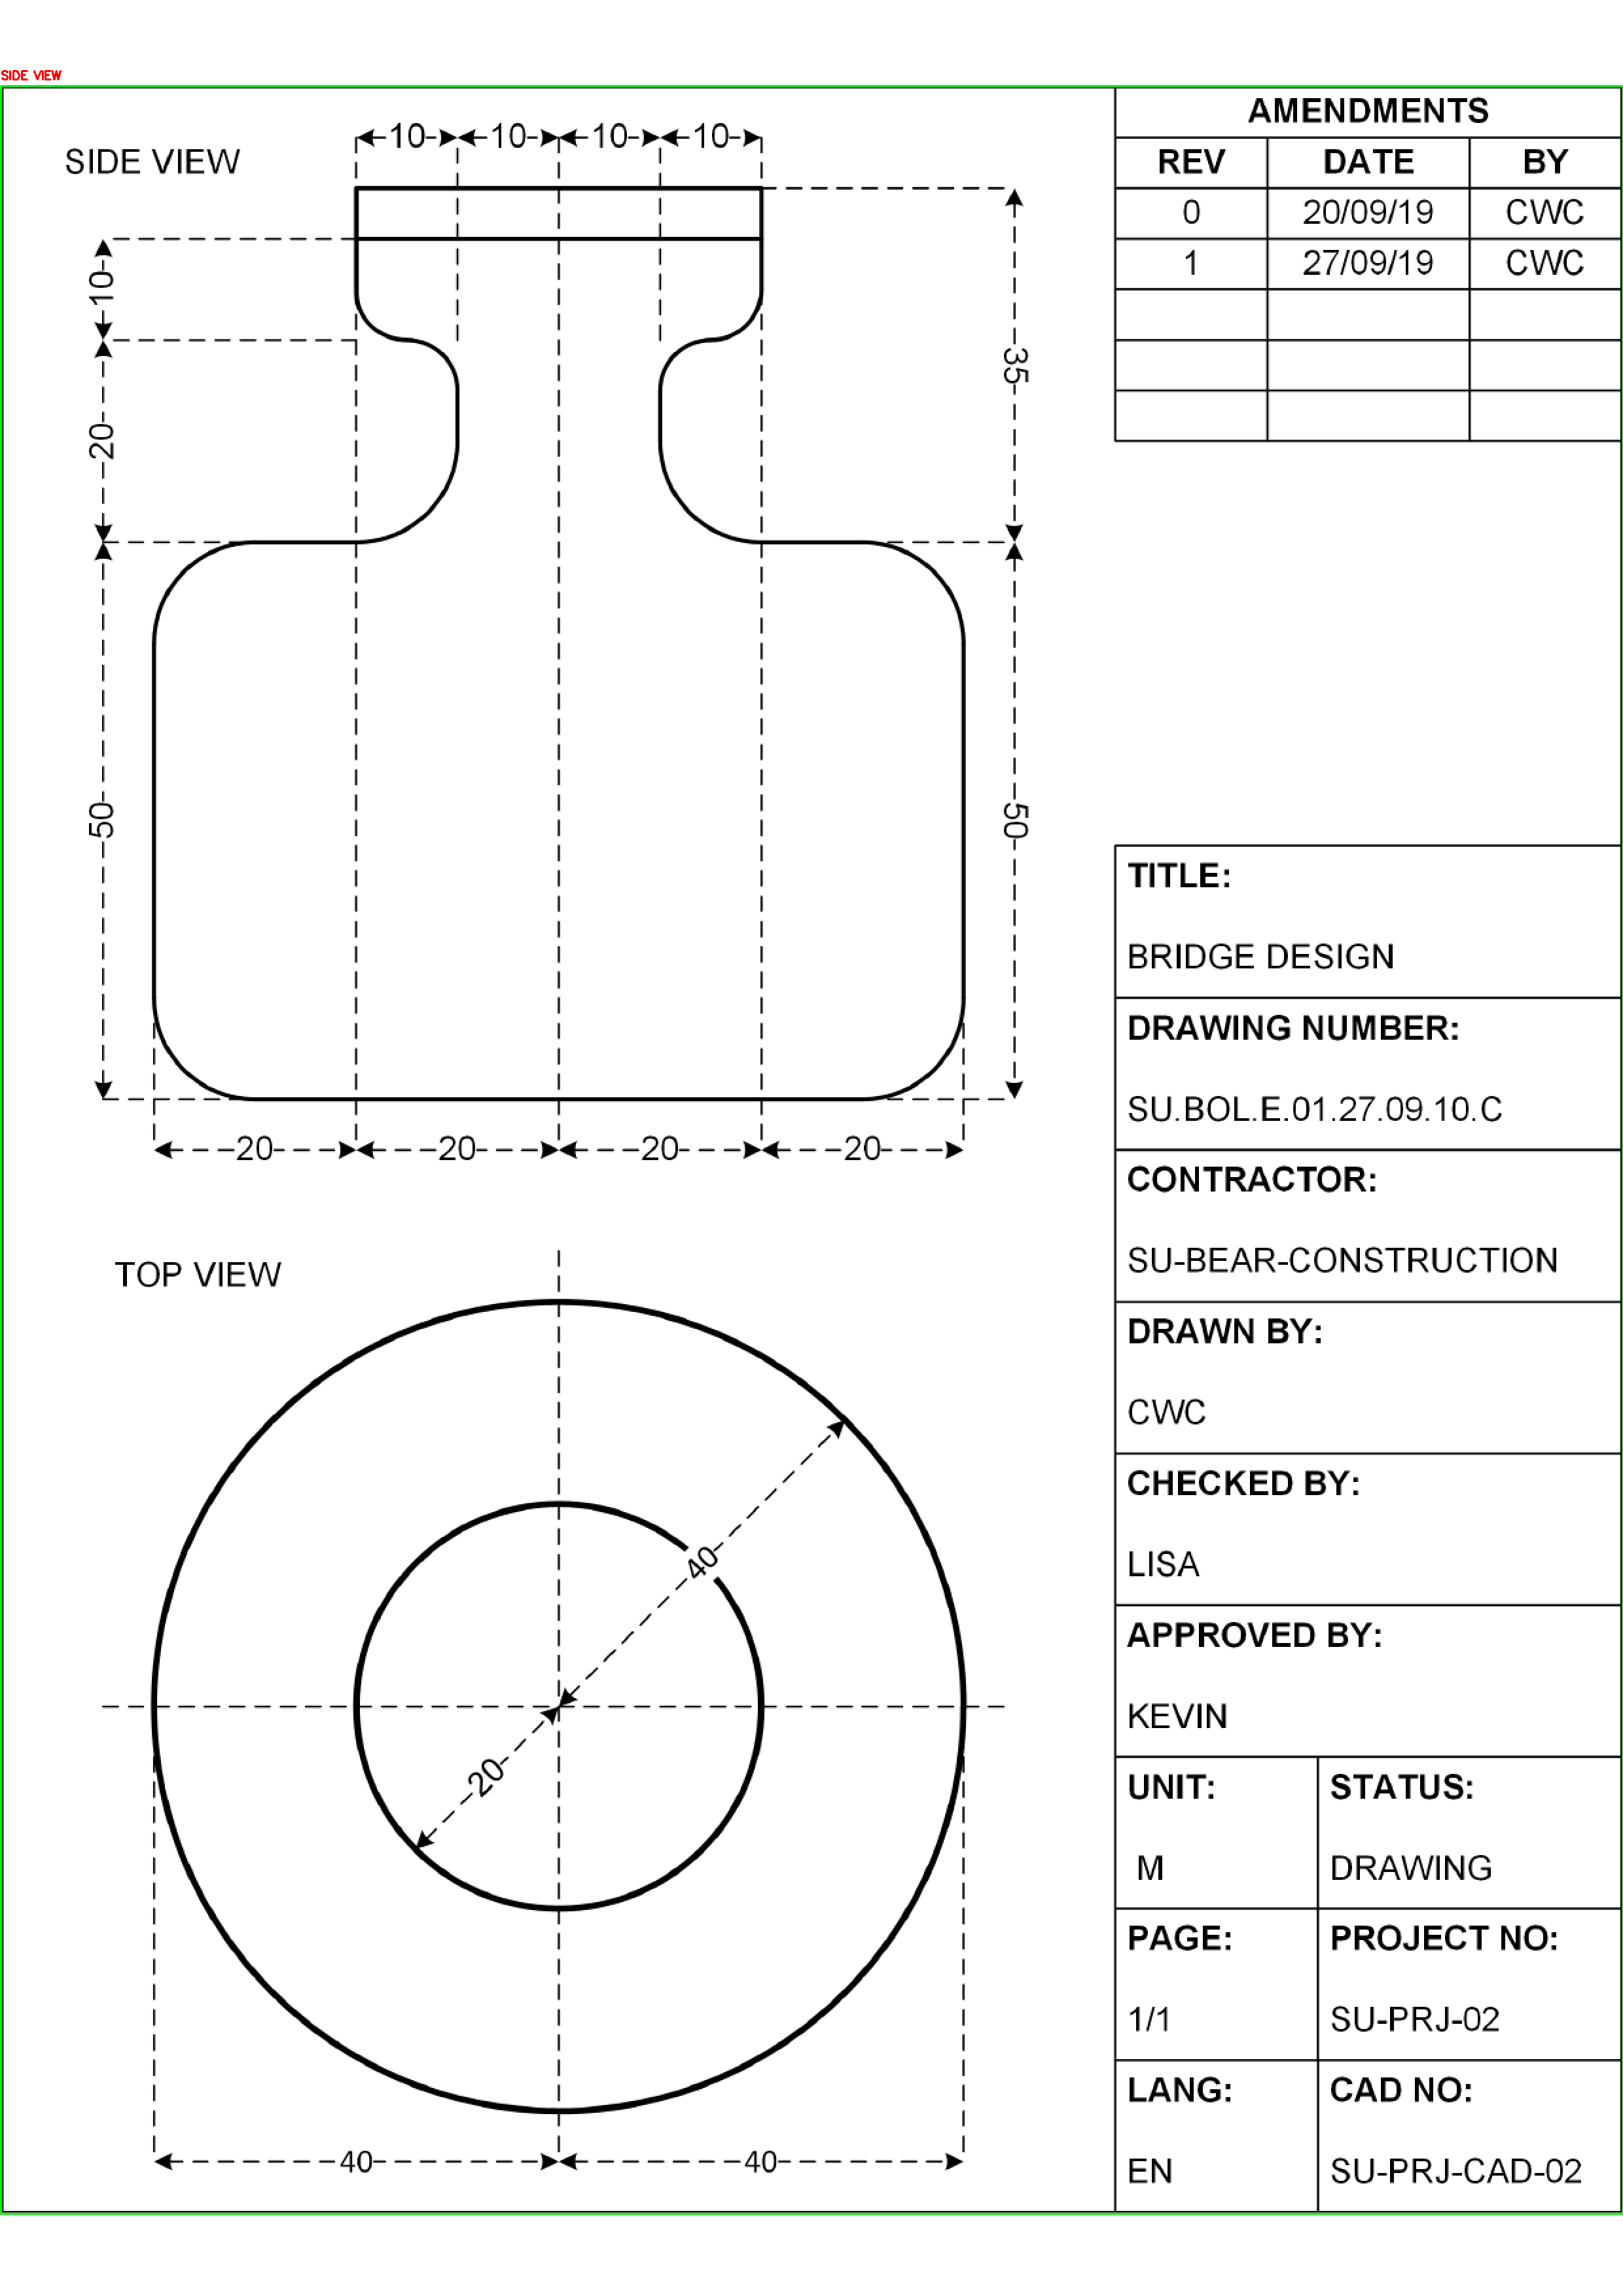 SIDE VIEW
SIDE VIEW
10 10 10 10
10
20
35
50
50
20 20 20 20
TOP VIEW
40
20
40 40
AMENDMENTS
REV DATE BY
0 20/09/19 CWC
1 27/09/19 CWC
TITLE:
BRIDGE DESIGN
DRAWING NUMBER:
SU.BOL.E.01.27.09.10.C
CONTRACTOR:
SU-BEAR-CONSTRUCTION
DRAWN BY:
CWC
CHECKED BY:
LISA
APPROVED BY:
KEVIN
UNIT: STATUS:
M DRAWING
PAGE: PROJECT NO:
1/1 SU-PRJ-02
LANG: CAD NO:
EN SU-PRJ-CAD-02